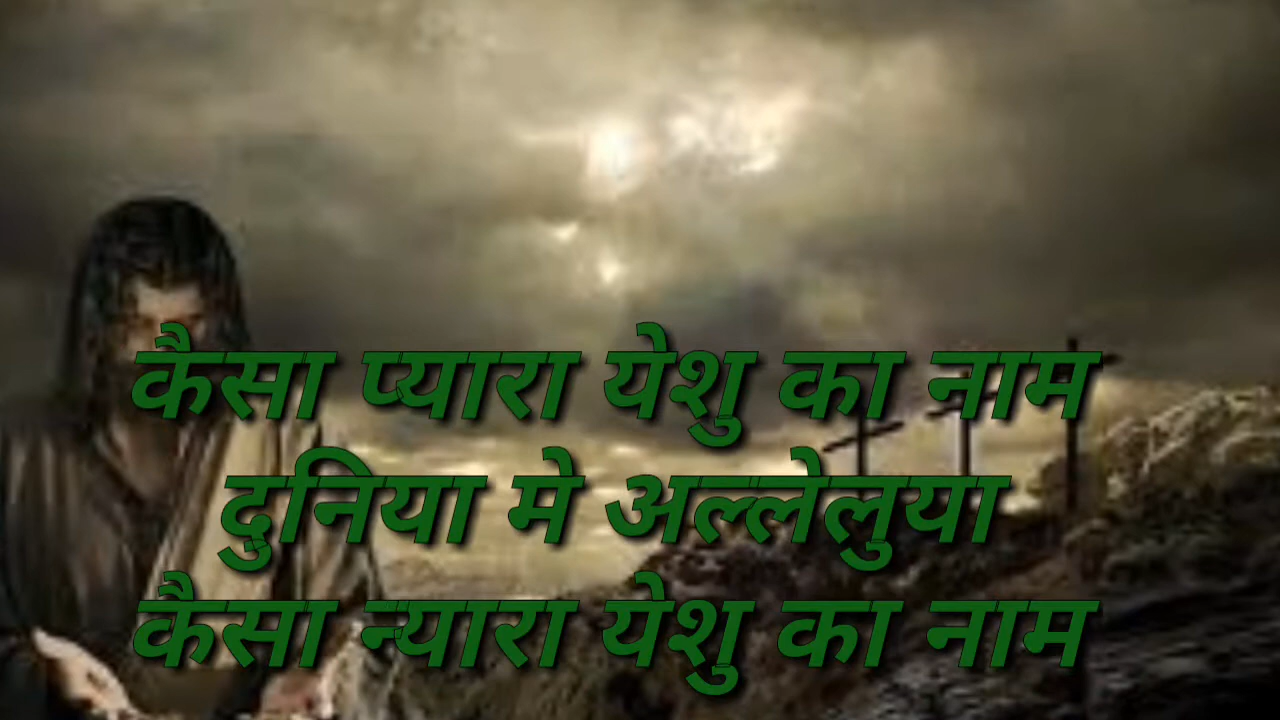 कैसा प्यारा येशु का नाम
दुनिया मे अल्लेलुया
कैसा न्यारा येशु का नाम